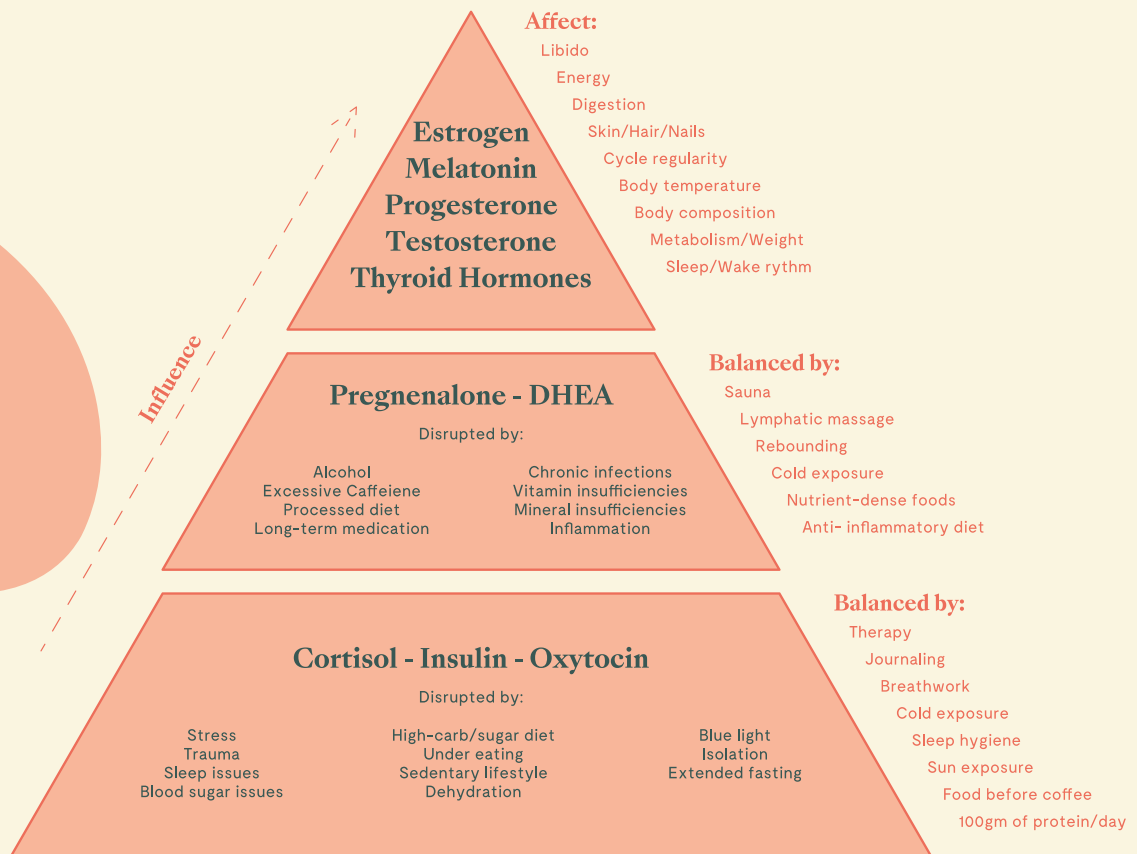 Affect:
Libido
Energy
Digestion
Skin/Hair/Nails
Cycle regularity
Body temperature
Body composition
Metabolism/Weight
Sleep/Wake rythm
Estrogen
Melatonin
Progesterone
Testosterone
Thyroid Hormones
Influence
Pregnenalone - DHEA
Disrupted by:
Alcohol
Excessive Caffeiene
Processed diet
Long-term medication
Chronic infections
Vitamin insufficiencies
Mineral insufficiencies
Inflammation
Balanced by:
Sauna
Lymphatic massage
Rebounding
Cold exposure
Nutrient-dense foods
Anti- inflammatory diet
Cortisol - Insulin - Oxytocin
Disrupted by:
Stress
Trauma
Sleep issues
Blood sugar issues
High-carb/sugar diet
Under eating
Sedentary lifestyle
Dehydration
Blue light
Isolation
Extended fasting
Balanced by:
Therapy
Journaling
Breathwork
Cold exposure
Sleep hygiene
Sun exposure
Food before coffee
100gm of protein/day